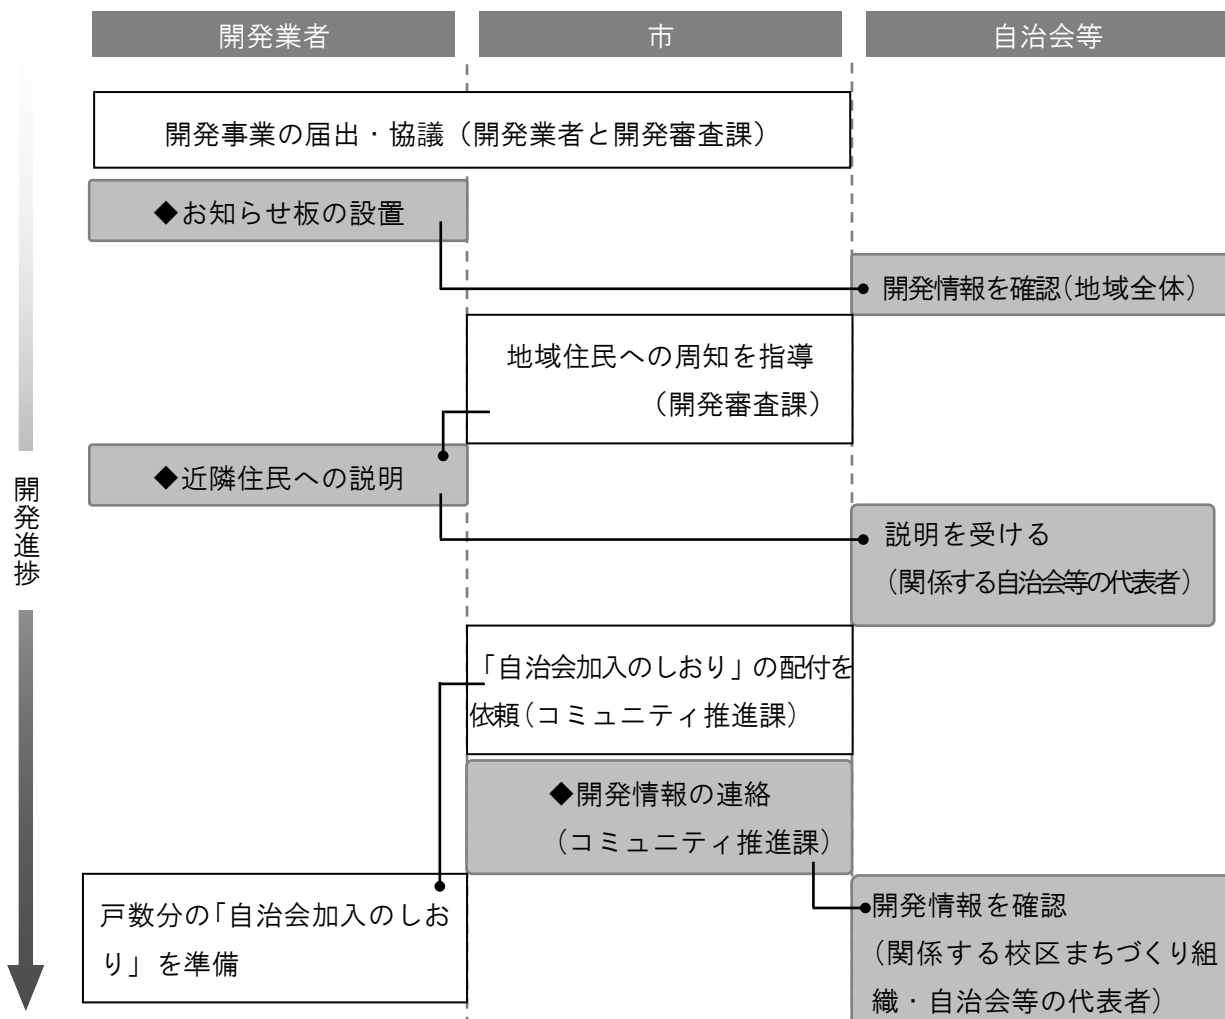 開発業者
市
自治会等
開発事業の届出・協議（開発業者と開発審査課）
◆お知らせ板の設置
開発情報を確認（地域全体）
地域住民への周知を指導
（開発審査課）
◆近隣住民への説明
開発進捗
説明を受ける
（関係する自治会等の代表者）
「自治会加入のしおり」の配付を
依頼（コミュニティ推進課）
◆開発情報の連絡
（コミュニティ推進課）
戸数分の「自治会加入のしお
り」を準備
開発情報を確認
（関係する校区まちづくり組
織・自治会等の代表者）